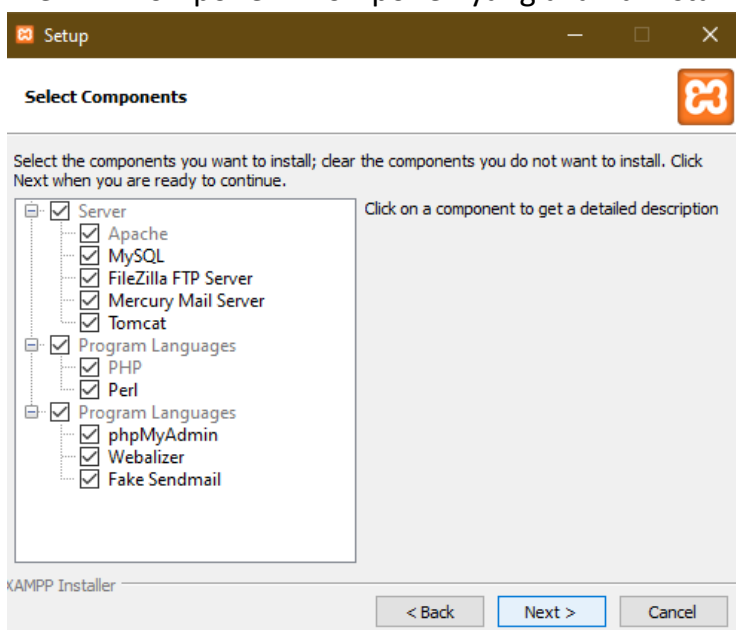 Setup
Select Components
Select the components you want to install; clear the components you do not want to install. Click
Next when you are ready to continue.
Server
Apache
MySQL
FileZilla FTP Server
Mercury Mail Server
Tomcat
Program Languages
PHP
Perl
Program Languages
phpMyAdmin
Webalizer
Fake Sendmail
Click on a component to get a detailed description
XAMPP Installer
< Back
Next >
Cancel